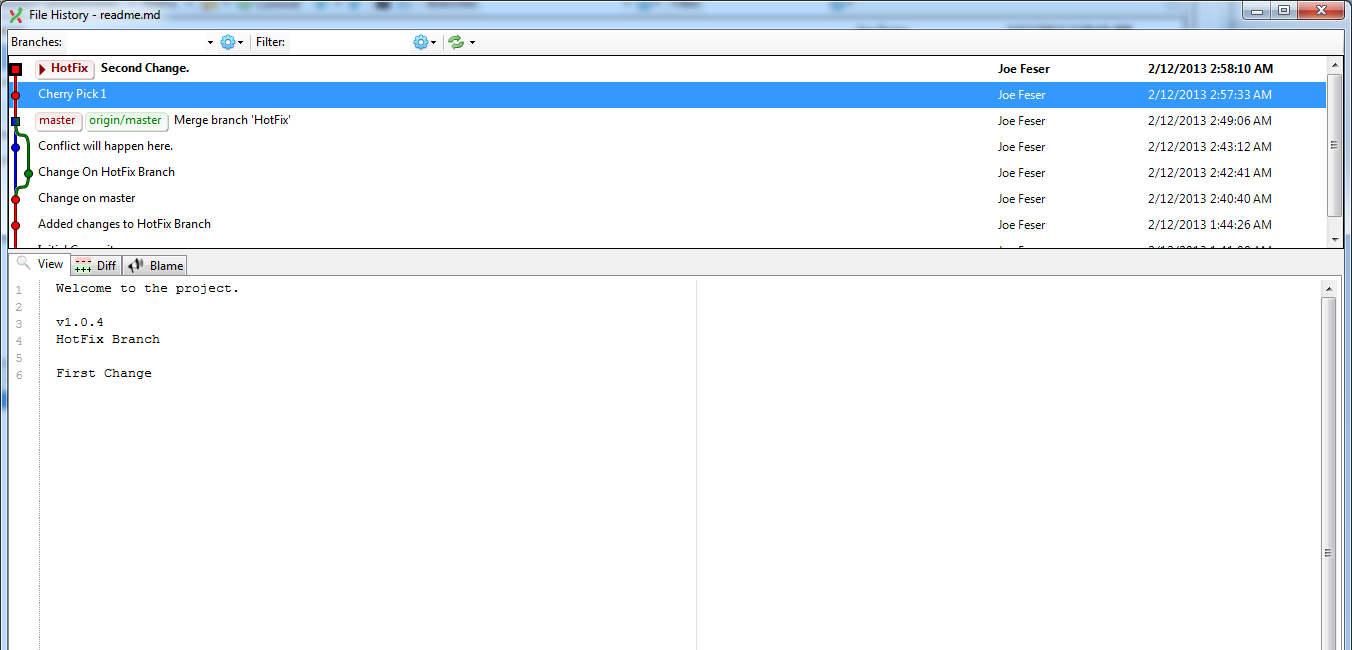 File History - readme.md
Branches: Filter:
HotFix Second Change. Joe Feser 2/12/2013 2:58:10 AM
Cherry Pick 1 Joe Feser 2/12/2013 2:57:33 AM
master origin/master Merge branch 'HotFix' Joe Feser 2/12/2013 2:49:06 AM
Conflict will happen here. Joe Feser 2/12/2013 2:43:12 AM
Change On HotFix Branch Joe Feser 2/12/2013 2:42:41 AM
Change on master Joe Feser 2/12/2013 2:40:40 AM
Added changes to HotFix Branch Joe Feser 2/12/2013 1:44:26 AM
View Diff Blame
1 Welcome to the project.
2
3 v1.0.4
4 HotFix Branch
5
6 First Change